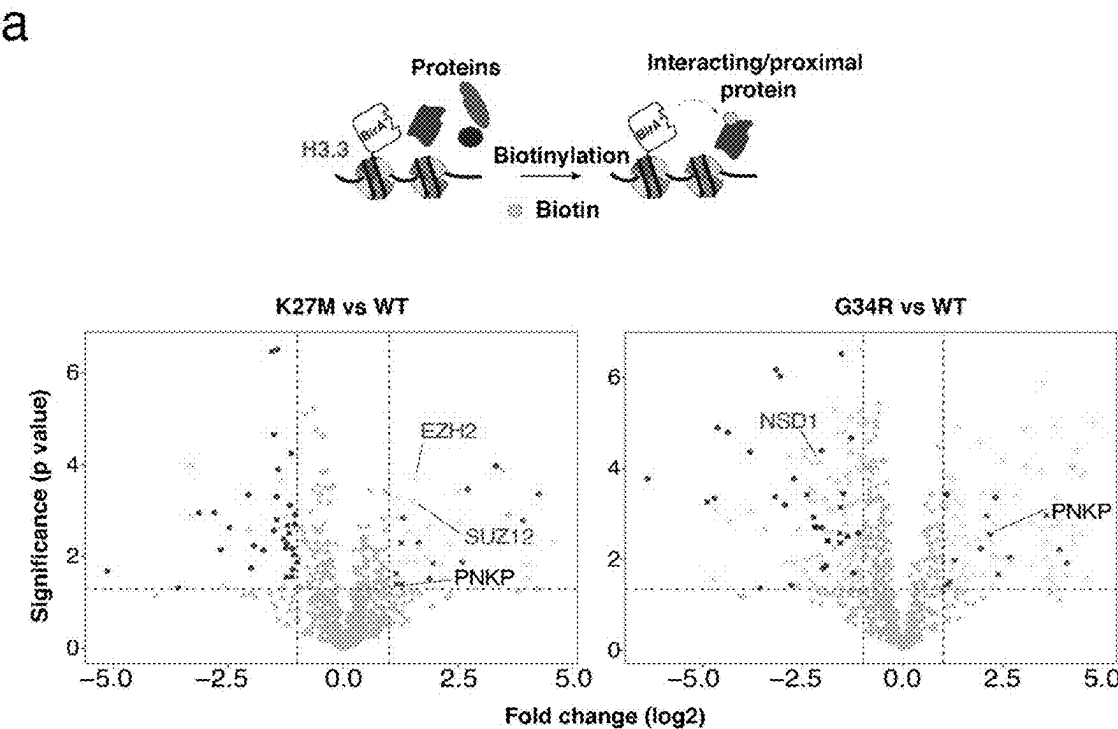 a
Proteins
Interacting/proximal
protein
BirA*
BirA*
H3.3
Biotinylation
Biotin
K27M vs WT
G34R vs WT
Significance (p value)
6
4
2
0
EZH2
SUZ12
PNKP
−5.0
−2.5
0.0
2.5
5.0
6
4
2
0
NSD1
PNKP
−5.0
−2.5
0.0
2.5
5.0
Fold change (log2)